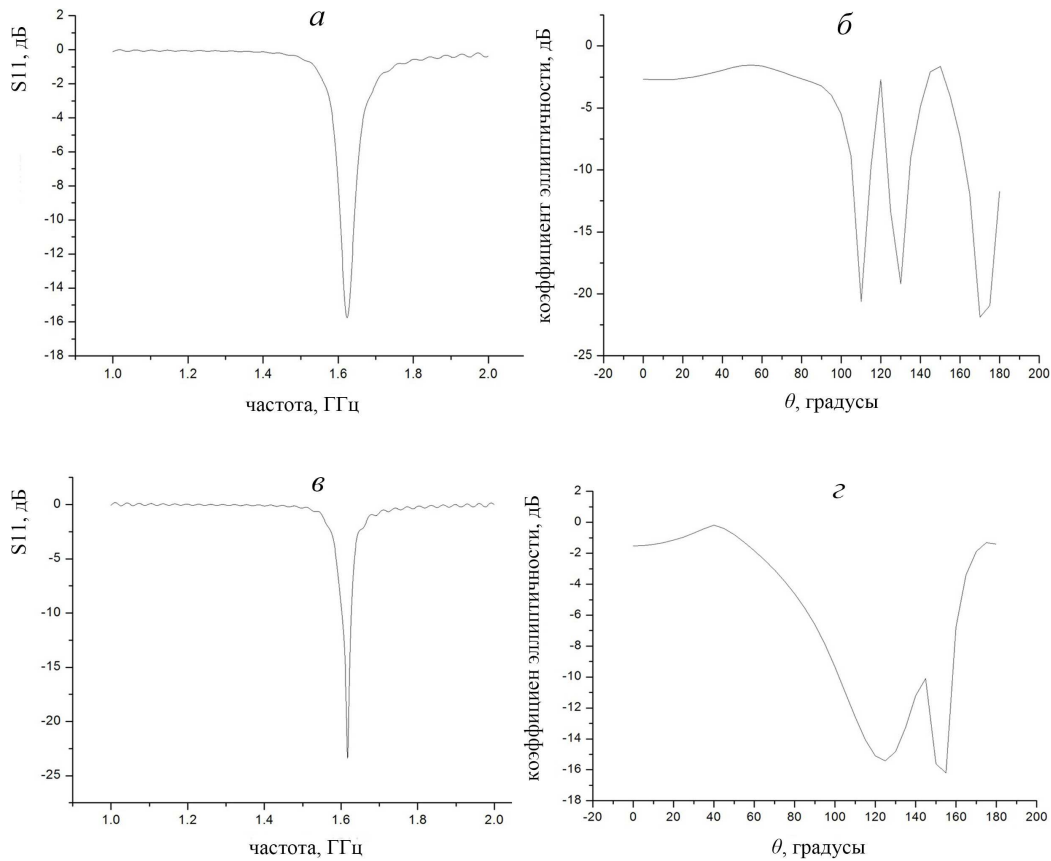 а
S11, дБ
2
0
-2
-4
-6
-8
-10
-12
-14
-16
-18
1.0 1.2 1.4 1.6 1.8 2.0
частота, ГГц
б
коэффициент эллиптичности, дБ
0
-5
-10
-15
-20
-25
-20 0 20 40 60 80 100 120 140 160 180 200
θ, градусы
в
S11, дБ
0
-5
-10
-15
-20
-25
1.0 1.2 1.4 1.6 1.8 2.0
частота, ГГц
г
коэффициен эллиптичности, дБ
2
0
-2
-4
-6
-8
-10
-12
-14
-16
-18
-20 0 20 40 60 80 100 120 140 160 180 200
θ, градусы